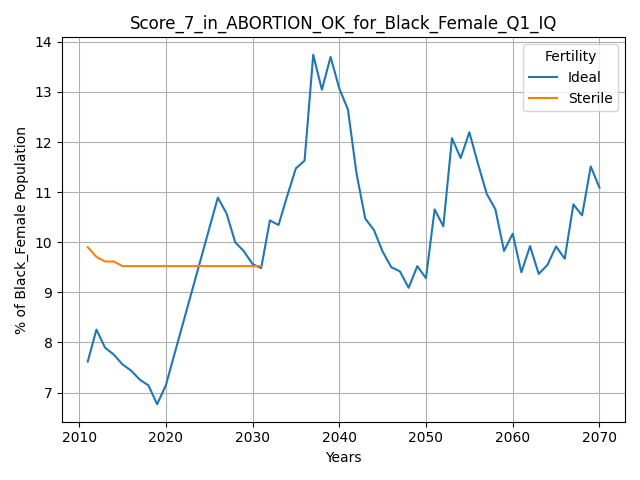 Score_7_in_ABORTION_OK_for_Black_Female_Q1_IQ
Fertility
Ideal
Sterile
% of Black_Female Population
14
13
12
11
10
9
8
7
2010
2020
2030
2040
2050
2060
2070
Years